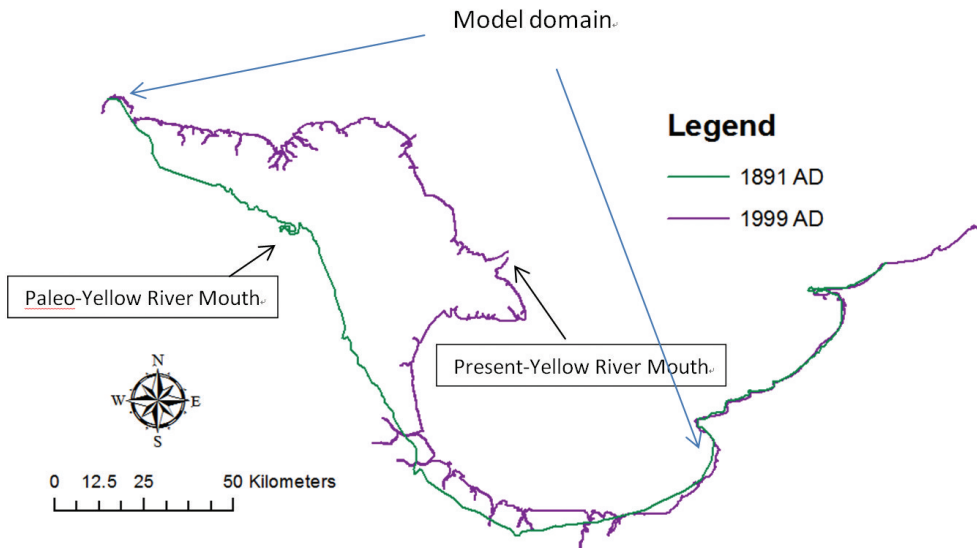 Model domain
Legend
1891 AD
1999 AD
Paleo-Yellow River Mouth
Present-Yellow River Mouth
N
W E
S
0 12.5 25 50 Kilometers